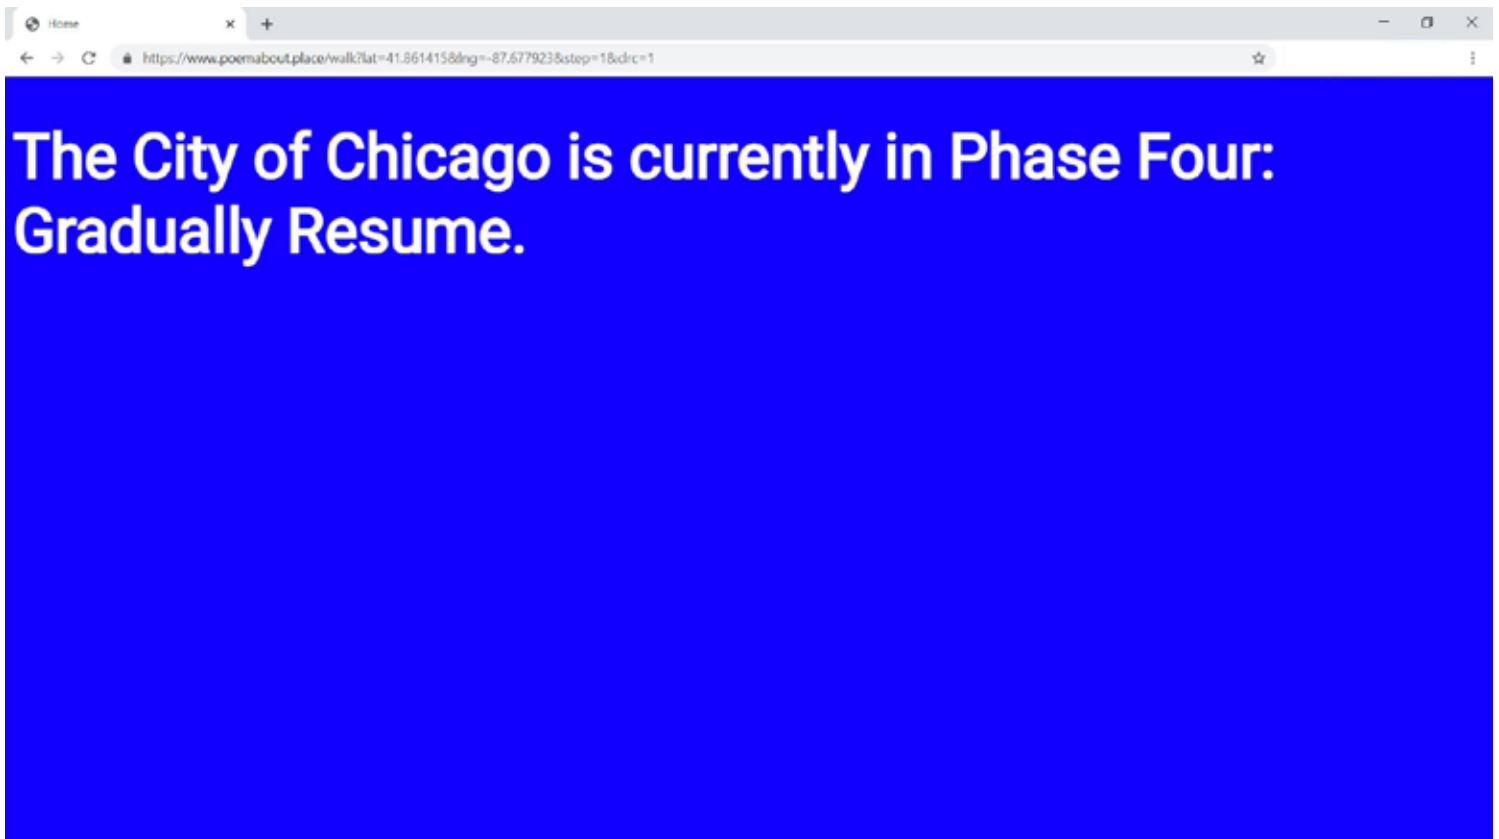 Home
https://www.poemabout.place/walk?lat=41.861415&lng=-87.677923&step=1&drc=1
The City of Chicago is currently in Phase Four:
Gradually Resume.